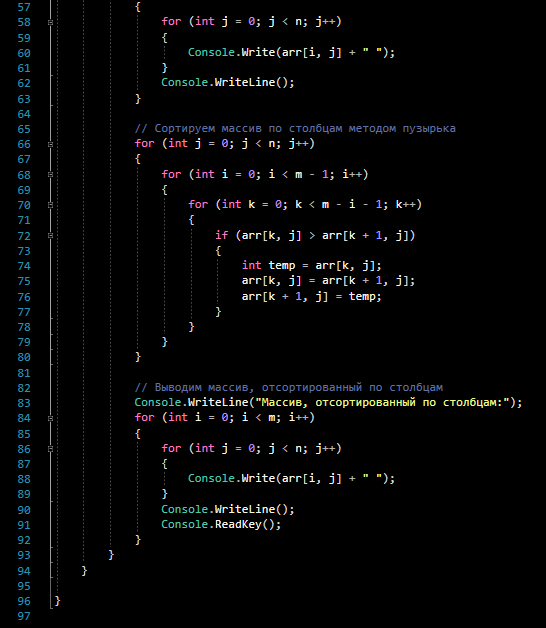 57 {
58 for (int j = 0; j < n; j++)
59 {
60 Console.Write(arr[i, j] + " ");
61 }
62 Console.WriteLine();
63 }
64
65 // Сортируем массив по столбцам методом пузырька
66 for (int j = 0; j < n; j++)
67 {
68 for (int i = 0; i < m - 1; i++)
69 {
70 for (int k = 0; k < m - i - 1; k++)
71 {
72 if (arr[k, j] > arr[k + 1, j])
73 {
74 int temp = arr[k, j];
75 arr[k, j] = arr[k + 1, j];
76 arr[k + 1, j] = temp;
77 }
78 }
79 }
80 }
81
82 // Выводим массив, отсортированный по столбцам
83 Console.WriteLine("Массив, отсортированный по столбцам:");
84 for (int i = 0; i < m; i++)
85 {
86 for (int j = 0; j < n; j++)
87 {
88 Console.Write(arr[i, j] + " ");
89 }
90 Console.WriteLine();
91 Console.ReadKey();
92 }
93 }
94 }
95
96 }
97